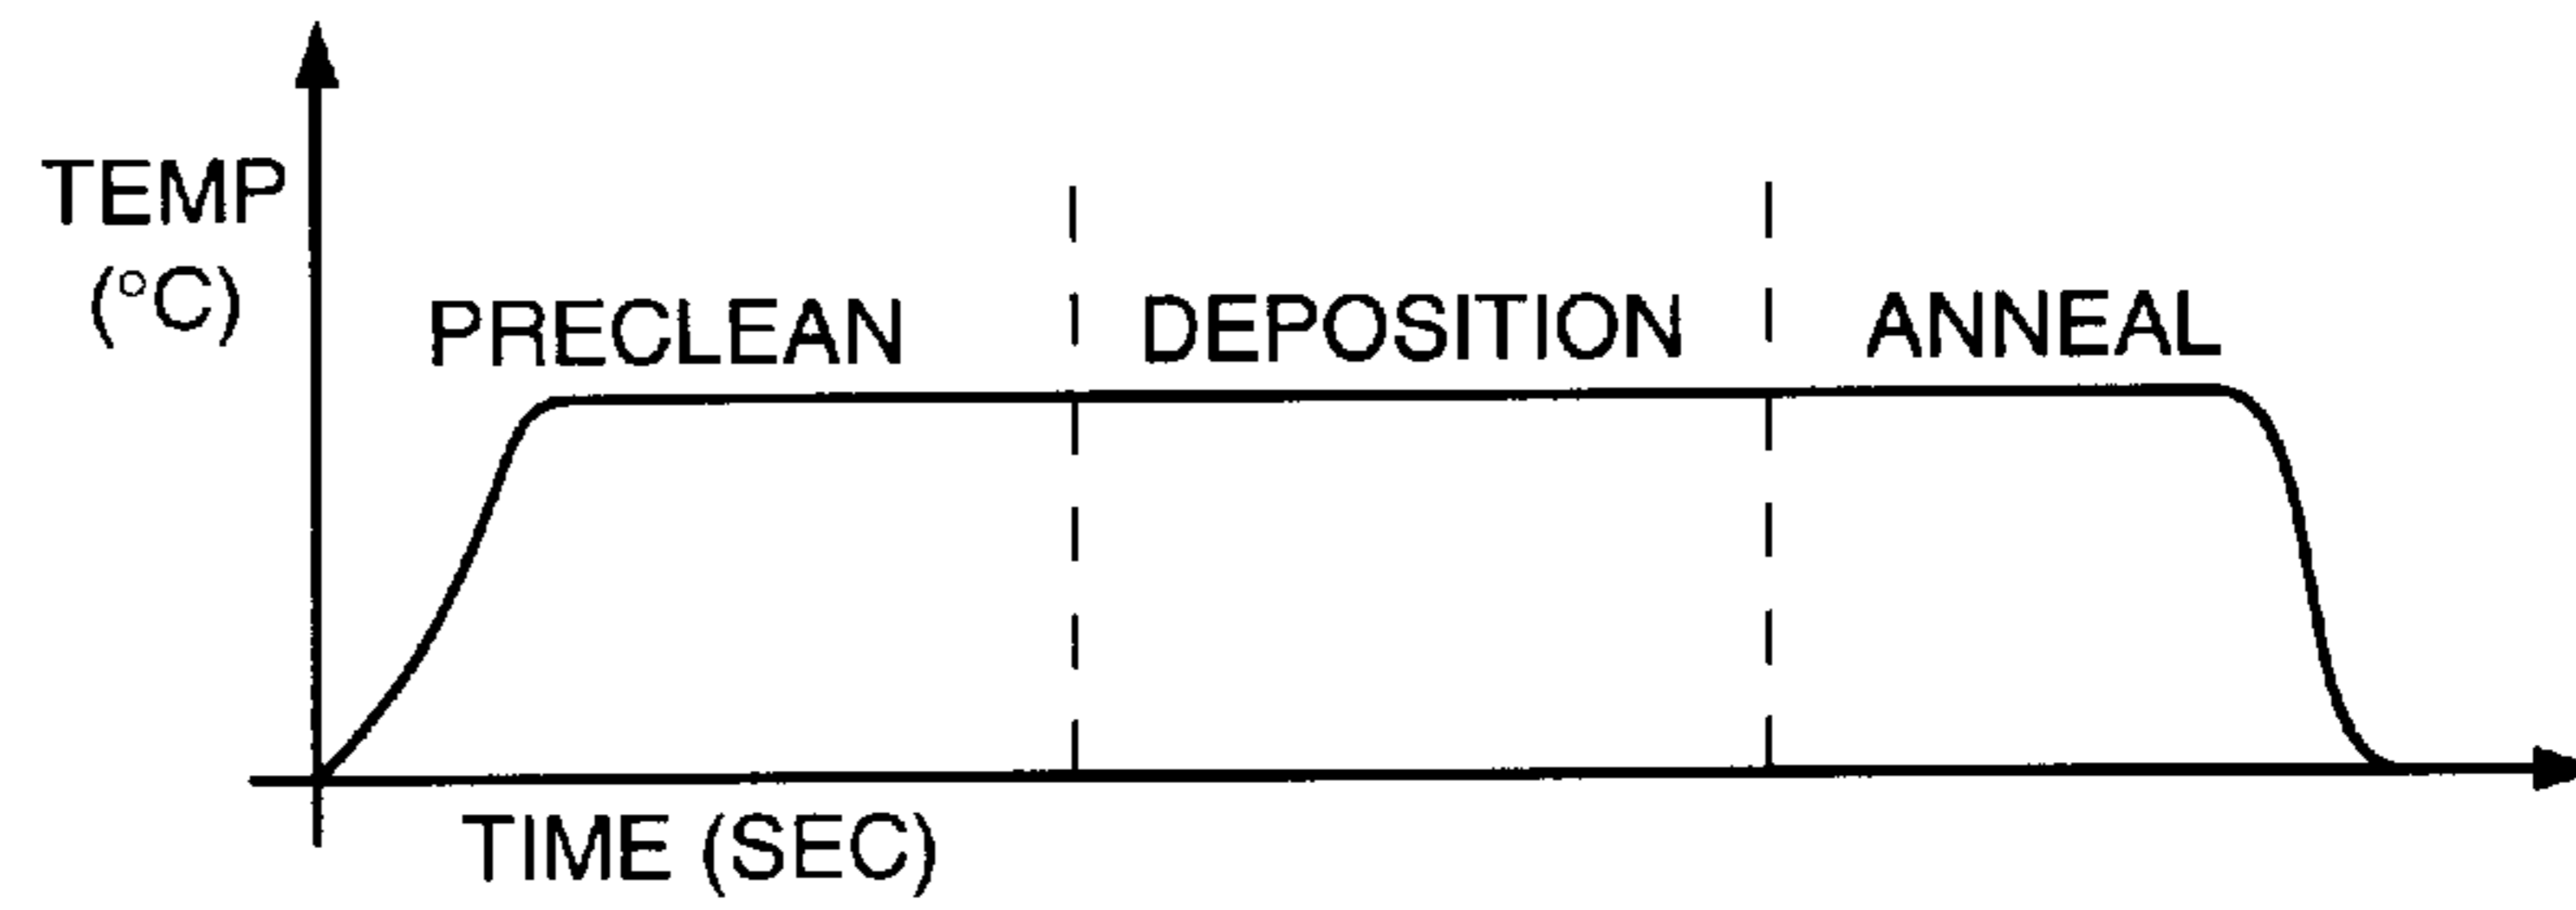 TEMP
(°C)
PRECLEAN
DEPOSITION
ANNEAL
TIME (SEC)